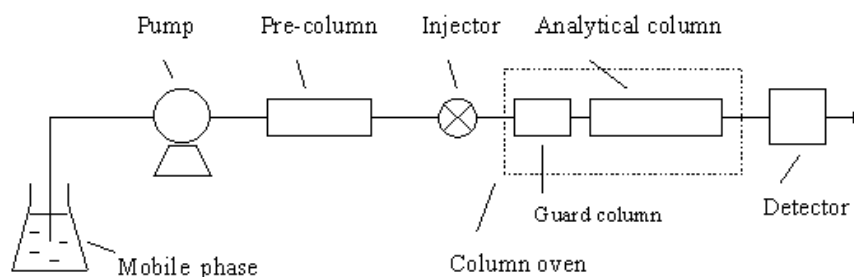 Pump
Pre-column
Injector
Analytical column
Guard column
Detector
Column oven
Mobile phase